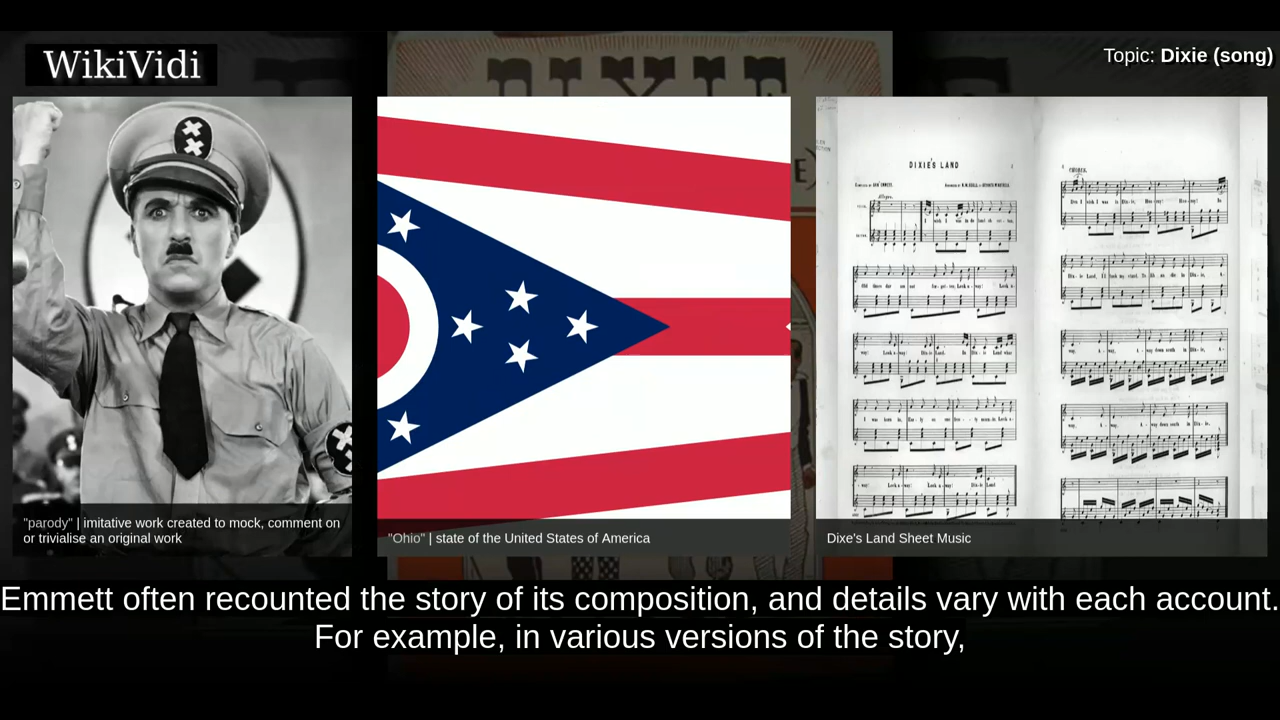 WikiVidi
Topic: Dixie (song)
DIXIE'S LAND
CHORUS.
Allegro.
"parody" | imitative work created to mock, comment on
or trivialise an original work
"Ohio" | state of the United States of America
Dixe's Land Sheet Music
Emmett often recounted the story of its composition, and details vary with each account.
For example, in various versions of the story,